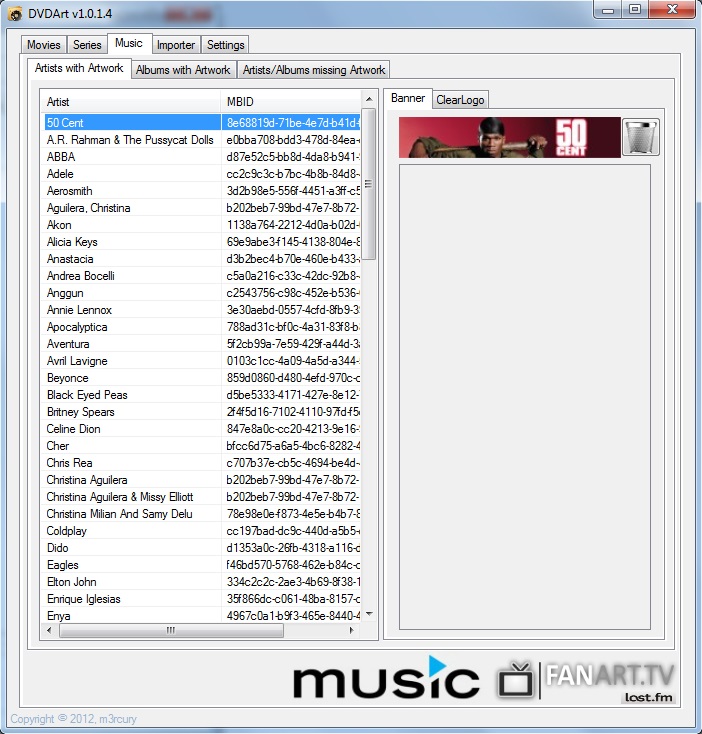 DVDArt v1.0.1.4
Movies Series Music Importer Settings
Artists with Artwork Albums with Artwork Artists/Albums missing Artwork
Artist MBID
Banner ClearLogo
50 Cent 8e68819d-71be-4e7d-b41d-
50 CENT
A.R. Rahman & The Pussycat Dolls e0bba708-bdd3-478d-84ea-
ABBA d87e52c5-bb8d-4da8-b941-
Adele cc2c9c3c-b7bc-4b8b-84d8-
Aerosmith 3d2b98e5-556f-4451-a3ff-c5
Aguilera, Christina b202beb7-99bd-47e7-8b72-
Akon 1138a764-2212-4d0a-b02d-
Alicia Keys 69e9abe3-f145-4138-804e-8
Anastacia d3b2bec4-b70e-460e-b433-
Andrea Bocelli c5a0a216-c33c-42dc-92b8-
Anggun c2543756-c98c-452e-b536-
Annie Lennox 3e30aebd-0557-4cfd-8fb9-3
Apocalyptica 788ad31c-bf0c-4a31-83f8-b
Aventura 5f2cb99a-7e59-429f-a44d-3
Avril Lavigne 0103c1cc-4a09-4a5d-a344-
Beyonce 859d0860-d480-4efd-970c-
Black Eyed Peas d5be5333-4171-427e-8e12-
Britney Spears 2f4f5d16-7102-4110-97fd-f5
Celine Dion 847e8a0c-cc20-4213-9e16-
Cher bfcc6d75-a6a5-4bc6-8282-4
Chris Rea c707b37e-cb5c-4694-be4d-
Christina Aguilera b202beb7-99bd-47e7-8b72-
Christina Aguilera & Missy Elliott b202beb7-99bd-47e7-8b72-
Christina Milian And Samy Delu 78e98e0e-f873-4e5e-b4b7-8
Coldplay cc197bad-dc9c-440d-a5b5-
Dido d1353a0c-26fb-4318-a116-d
Eagles f46bd570-5768-462e-b84c-
Elton John 334c2c2c-2ae3-4b69-8f38-1
Enrique Iglesias 35f866dc-c061-48ba-8157-c
Enya 4967c0a1-b9f3-465e-8440-4
music FANART.TV
lost.fm
Copyright © 2012, m3rcury